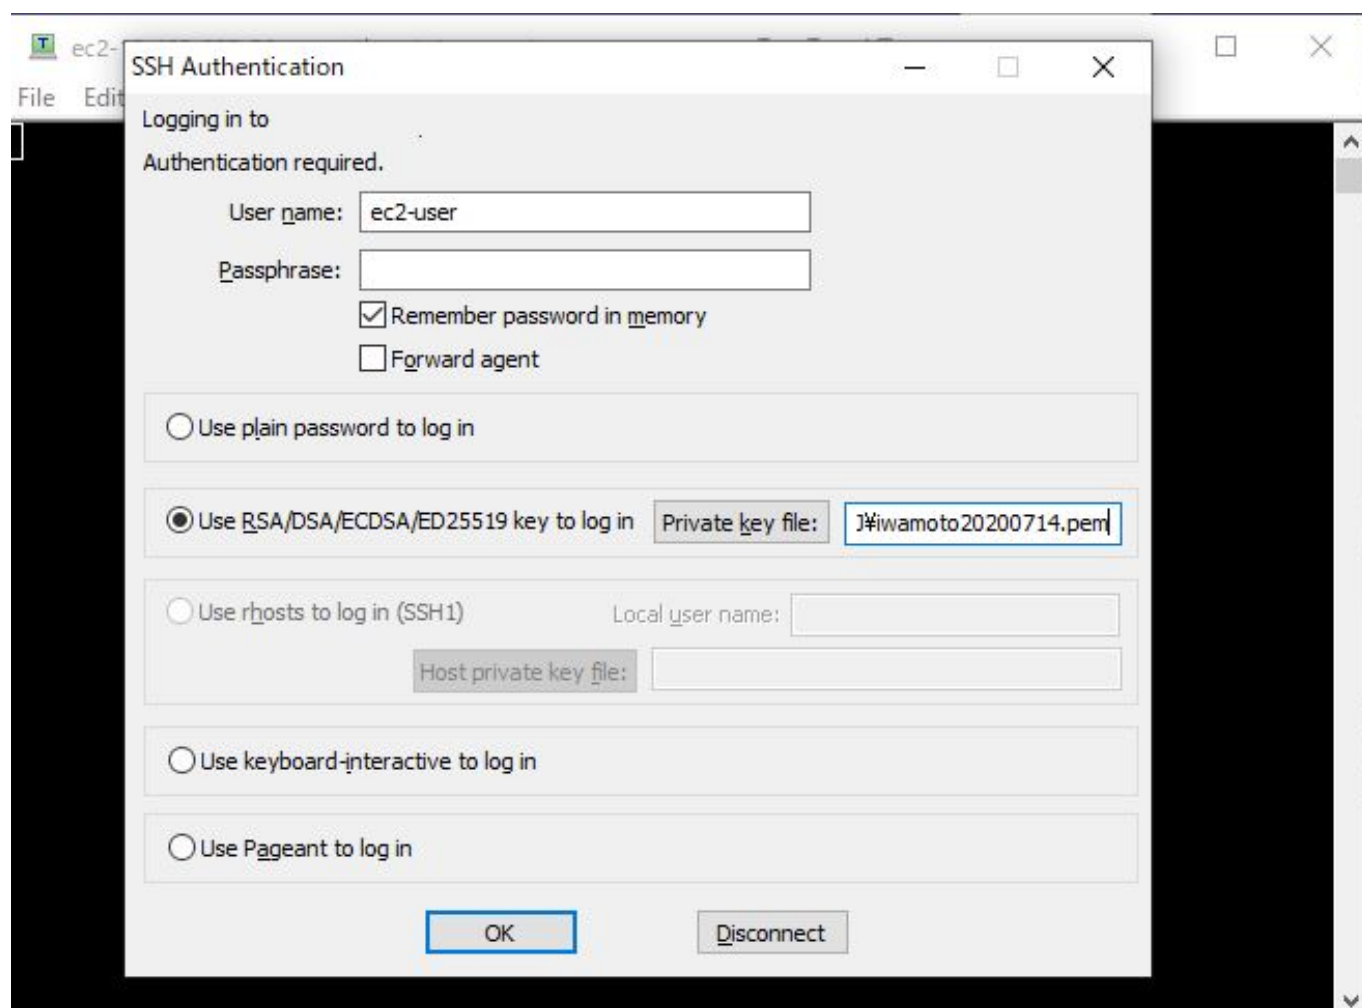 ec2-
SSH Authentication
File Edit
Logging in to
Authentication required.
User name: ec2-user
Passphrase:
Remember password in memory
Forward agent
Use plain password to log in
Use RSA/DSA/ECDSA/ED25519 key to log in Private key file: J¥iwamoto20200714.pem
Use rhosts to log in (SSH1) Local user name:
Host private key file:
Use keyboard-interactive to log in
Use Pageant to log in
OK Disconnect